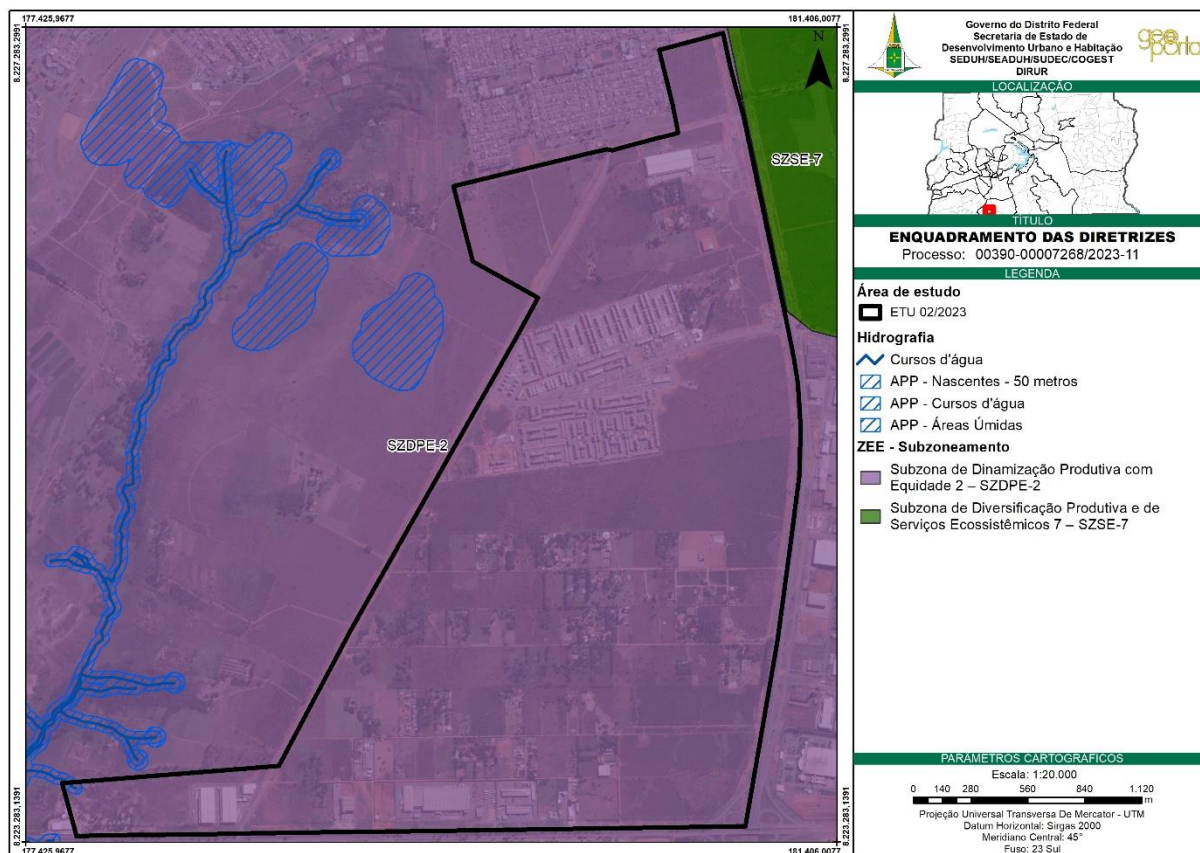 177.425,9677
181.406,0077
8.227.283,2991
8.227.283,2991
N
SZSE-7
SZDPE-2
8.223.283,1391
8.223.283,1391
177.425,9677
181.406,0077
Governo do Distrito Federal
Secretaria de Estado de
Desenvolvimento Urbano e Habitação
SEDUH/SEADUH/SUDEC/COGEST
DIRUR
geo
portal
LOCALIZAÇÃO
TÍTULO
ENQUADRAMENTO DAS DIRETRIZES
Processo: 00390-00007268/2023-11
LEGENDA
Área de estudo
ETU 02/2023
Hidrografia
Cursos d'água
APP - Nascentes - 50 metros
APP - Cursos d'água
APP - Áreas Úmidas
ZEE - Subzoneamento
Subzona de Dinamização Produtiva com
Equidade 2 – SZDPE-2
Subzona de Diversificação Produtiva e de
Serviços Ecossistêmicos 7 – SZSE-7
PARÂMETROS CARTOGRÁFICOS
Escala: 1:20.000
0 140 280 560 840 1.120
m
Projeção Universal Transversa De Mercator - UTM
Datum Horizontal: Sirgas 2000
Meridiano Central: 45°
Fuso: 23 Sul